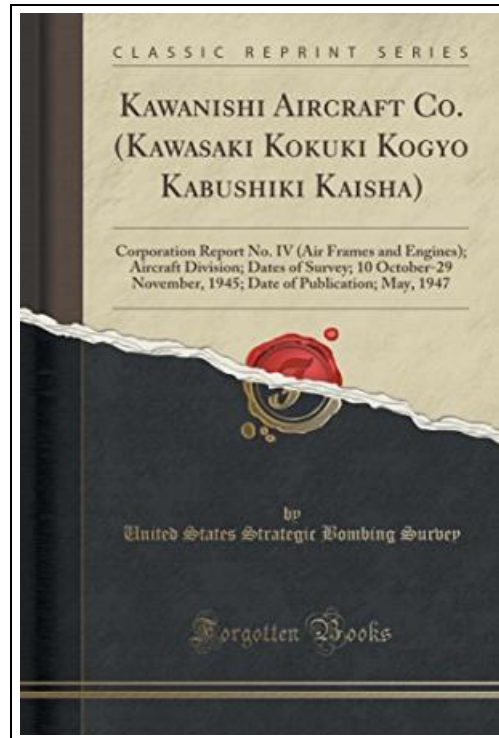 CLASSIC REPRINT SERIES
KAWANISHI AIRCRAFT CO.
(KAWASAKI KOKUKI KOGYO
KABUSHIKI KAISHA)
Corporation Report No. IV (Air Frames and Engines);
Aircraft Division; Dates of Survey; 10 October-29
November, 1945; Date of Publication; May, 1947
by
United States Strategic Bombing Survey
Forgotten Books